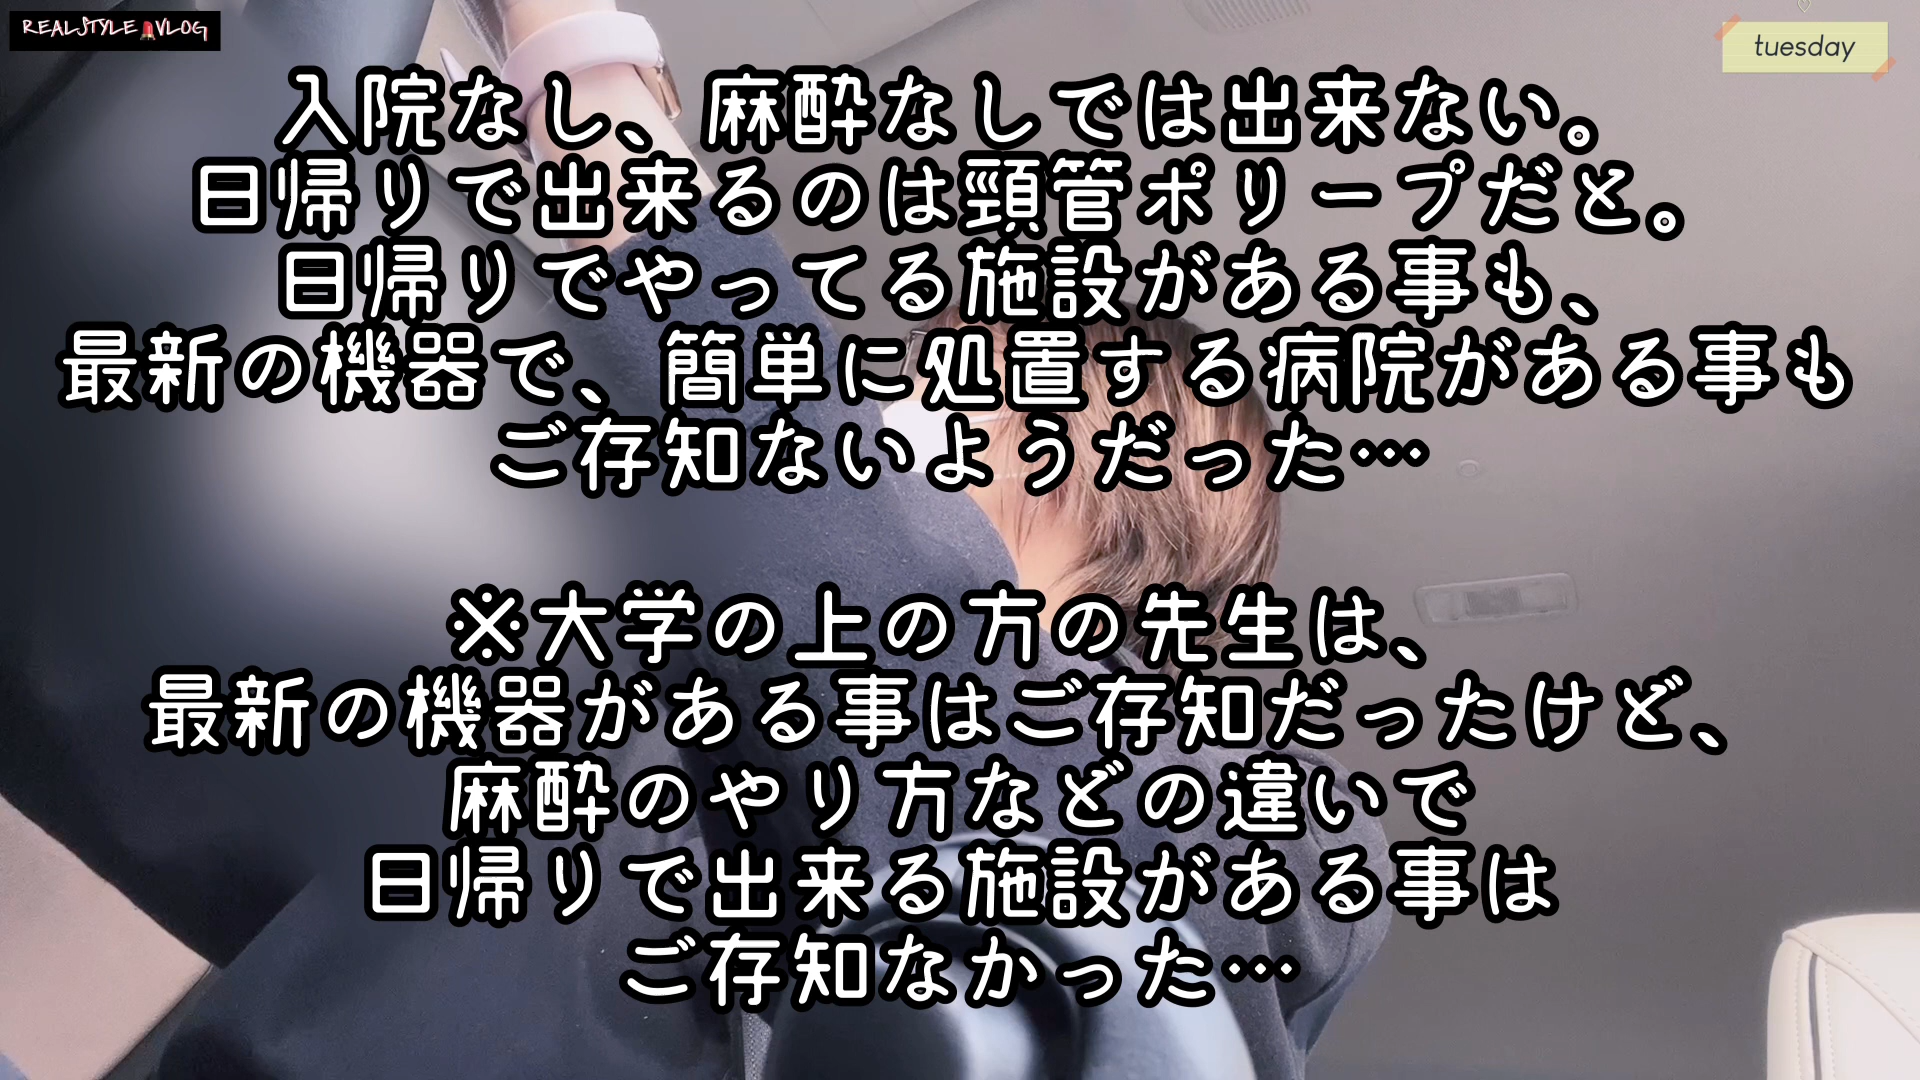 REALSTYLE VLOG
tuesday
入院なし、麻酔なしでは出来ない。
日帰りで出来るのは頸管ポリープだと。
日帰りでやってる施設がある事も、
最新の機器で、簡単に処置する病院がある事も
ご存知ないようだった…
※大学の上の方の先生は、
最新の機器がある事はご存知だったけど、
麻酔のやり方などの違いで
日帰りで出来る施設がある事は
ご存知なかった…